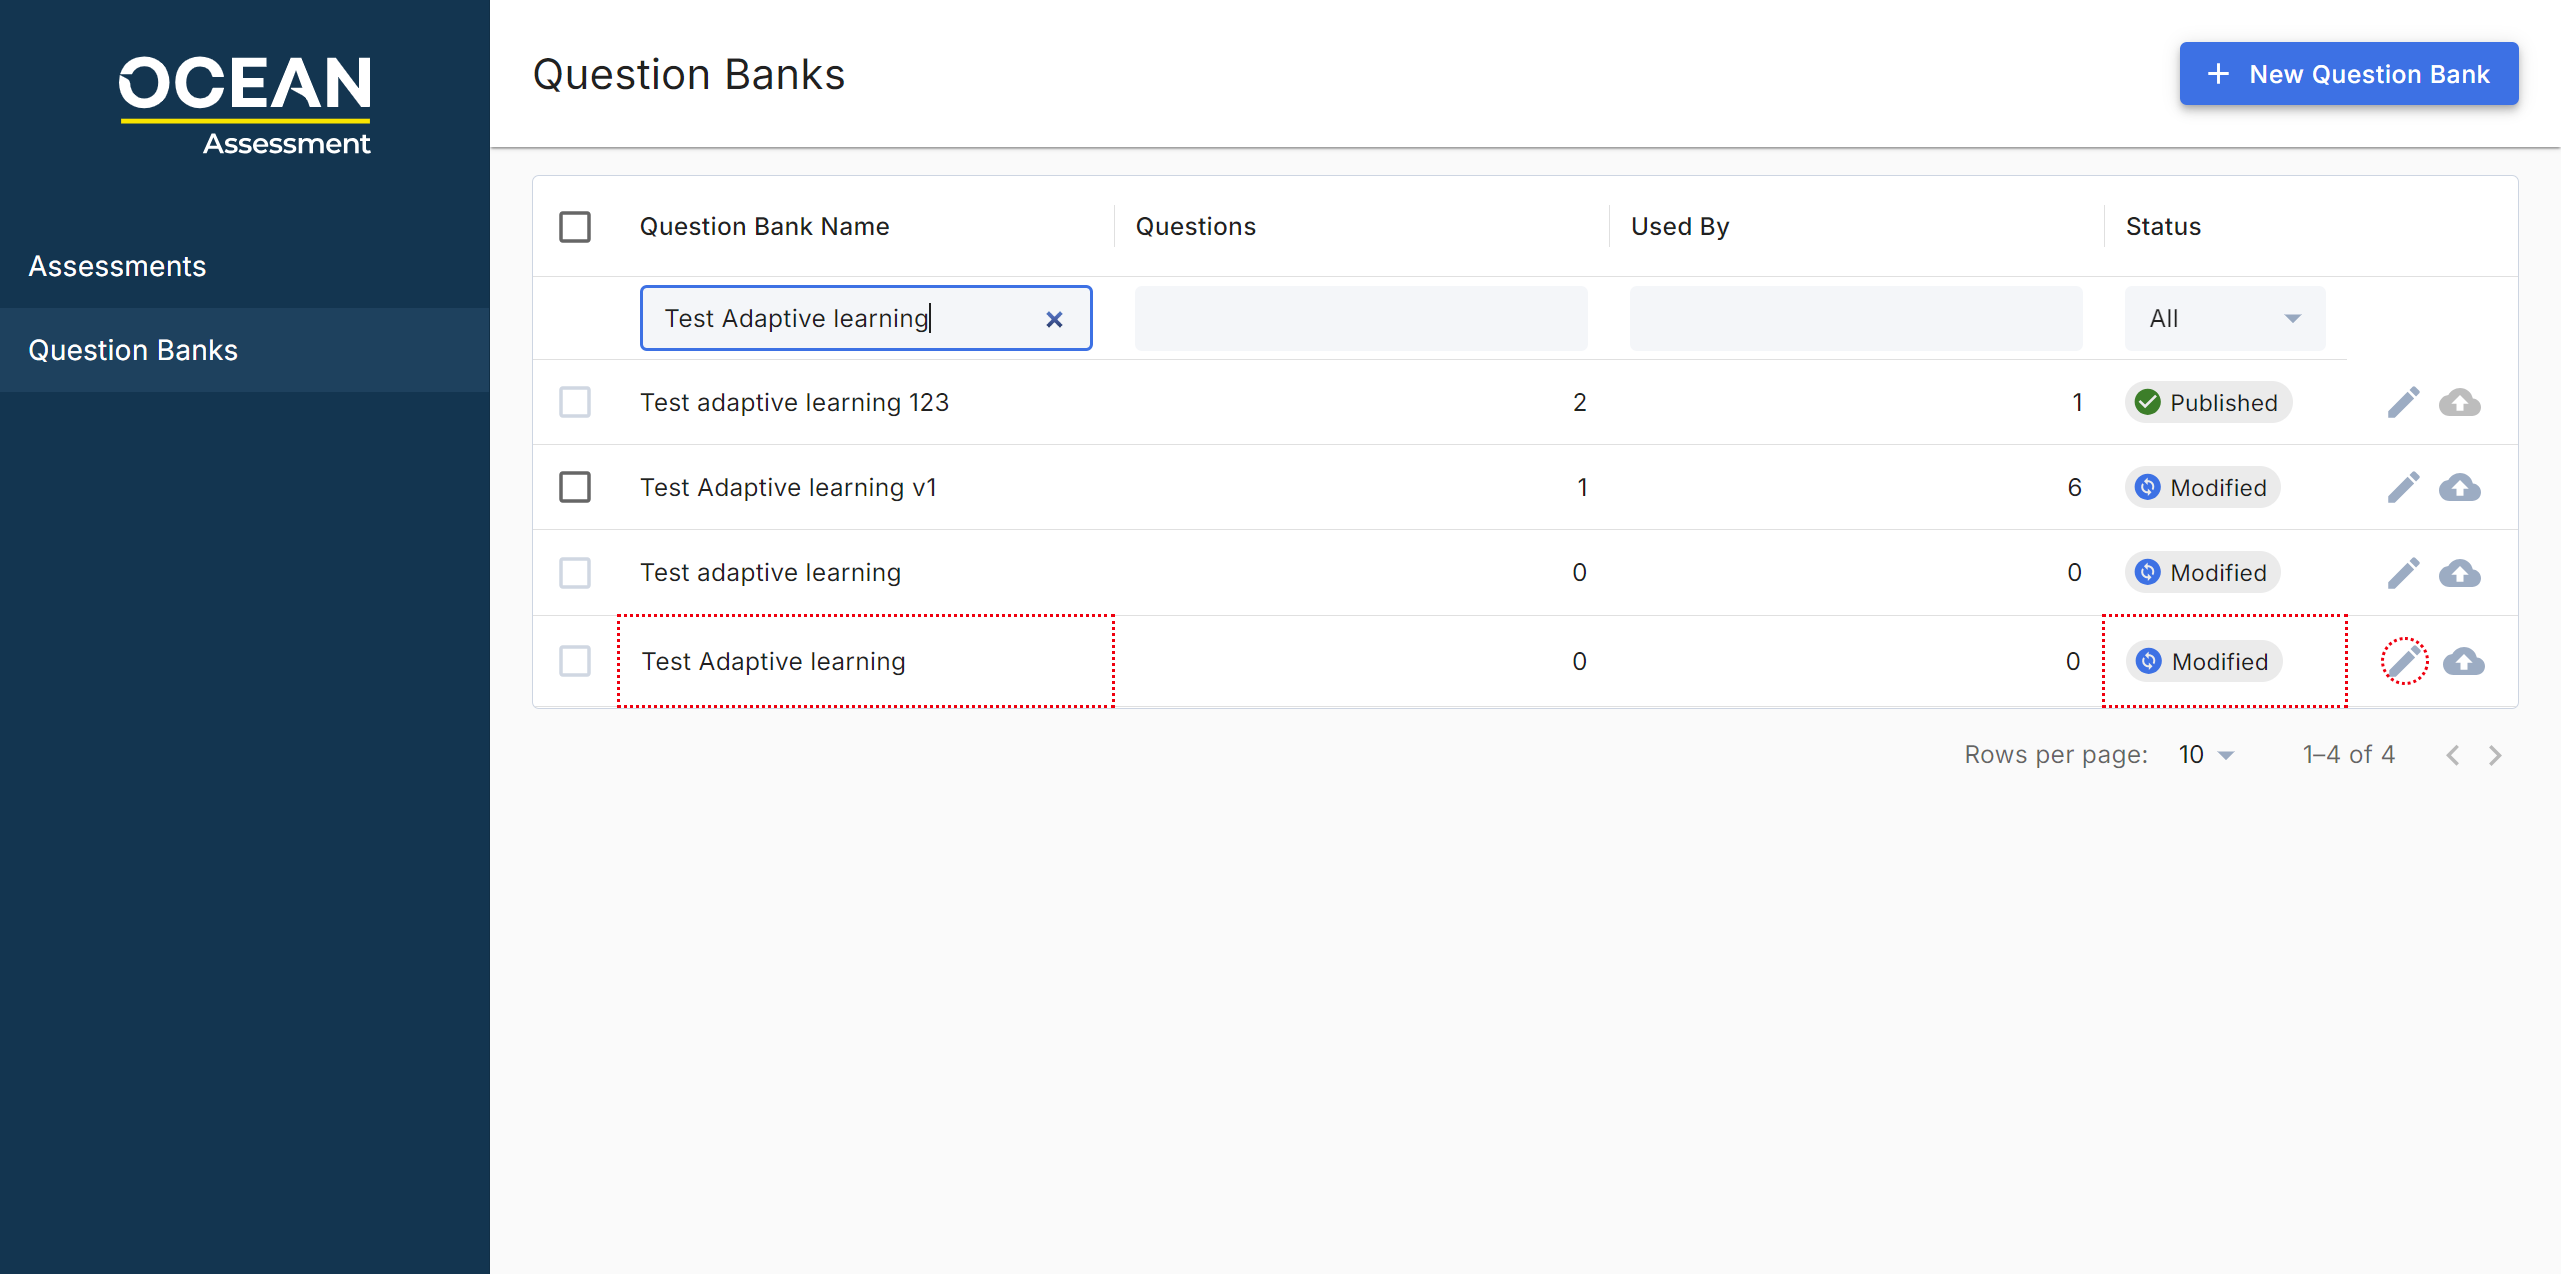 OCEAN
Assessment
Assessments
Question Banks
Question Banks
New Question Bank
Question Bank Name Questions Used By Status
Test Adaptive learning All
Test adaptive learning 123 2 1 Published
Test Adaptive learning v1 1 6 Modified
Test adaptive learning 0 0 Modified
Test Adaptive learning 0 0 Modified
Rows per page: 10 1–4 of 4